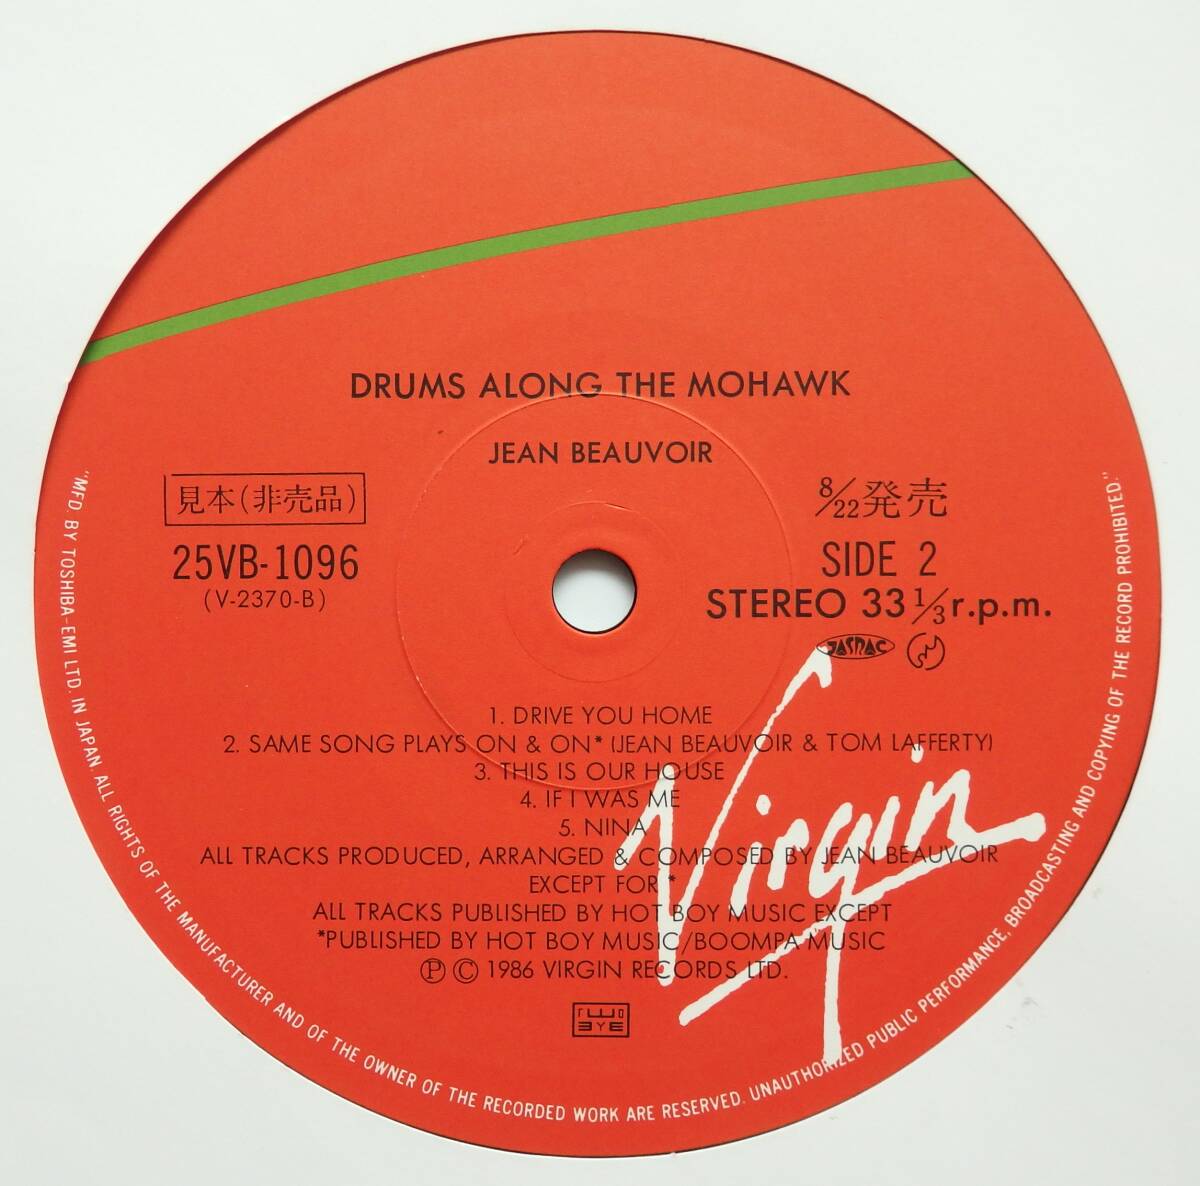 DRUMS ALONG THE MOHAWK
JEAN BEAUVOIR
見本(非売品)
25VB-1096
(V-2370-B)
8/22発売
SIDE 2
STEREO 33 1/3 r.p.m.
JASRAC
1. DRIVE YOU HOME
2. SAME SONG PLAYS ON & ON* (JEAN BEAUVOIR & TOM LAFFERTY)
3. THIS IS OUR HOUSE
4. IF I WAS ME
5. NINA
ALL TRACKS PRODUCED, ARRANGED & COMPOSED BY JEAN BEAUVOIR
EXCEPT FOR *
ALL TRACKS PUBLISHED BY HOT BOY MUSIC EXCEPT
*PUBLISHED BY HOT BOY MUSIC/BOOMPA MUSIC
Ⓟ © 1986 VIRGIN RECORDS LTD.
Virgin
"MFD. BY TOSHIBA-EMI LTD. IN JAPAN. ALL RIGHTS OF THE MANUFACTURER AND OF THE OWNER OF THE RECORDED WORK ARE RESERVED. UNAUTHORIZED PUBLIC PERFORMANCE, BROADCASTING AND COPYING OF THE RECORD PROHIBITED."